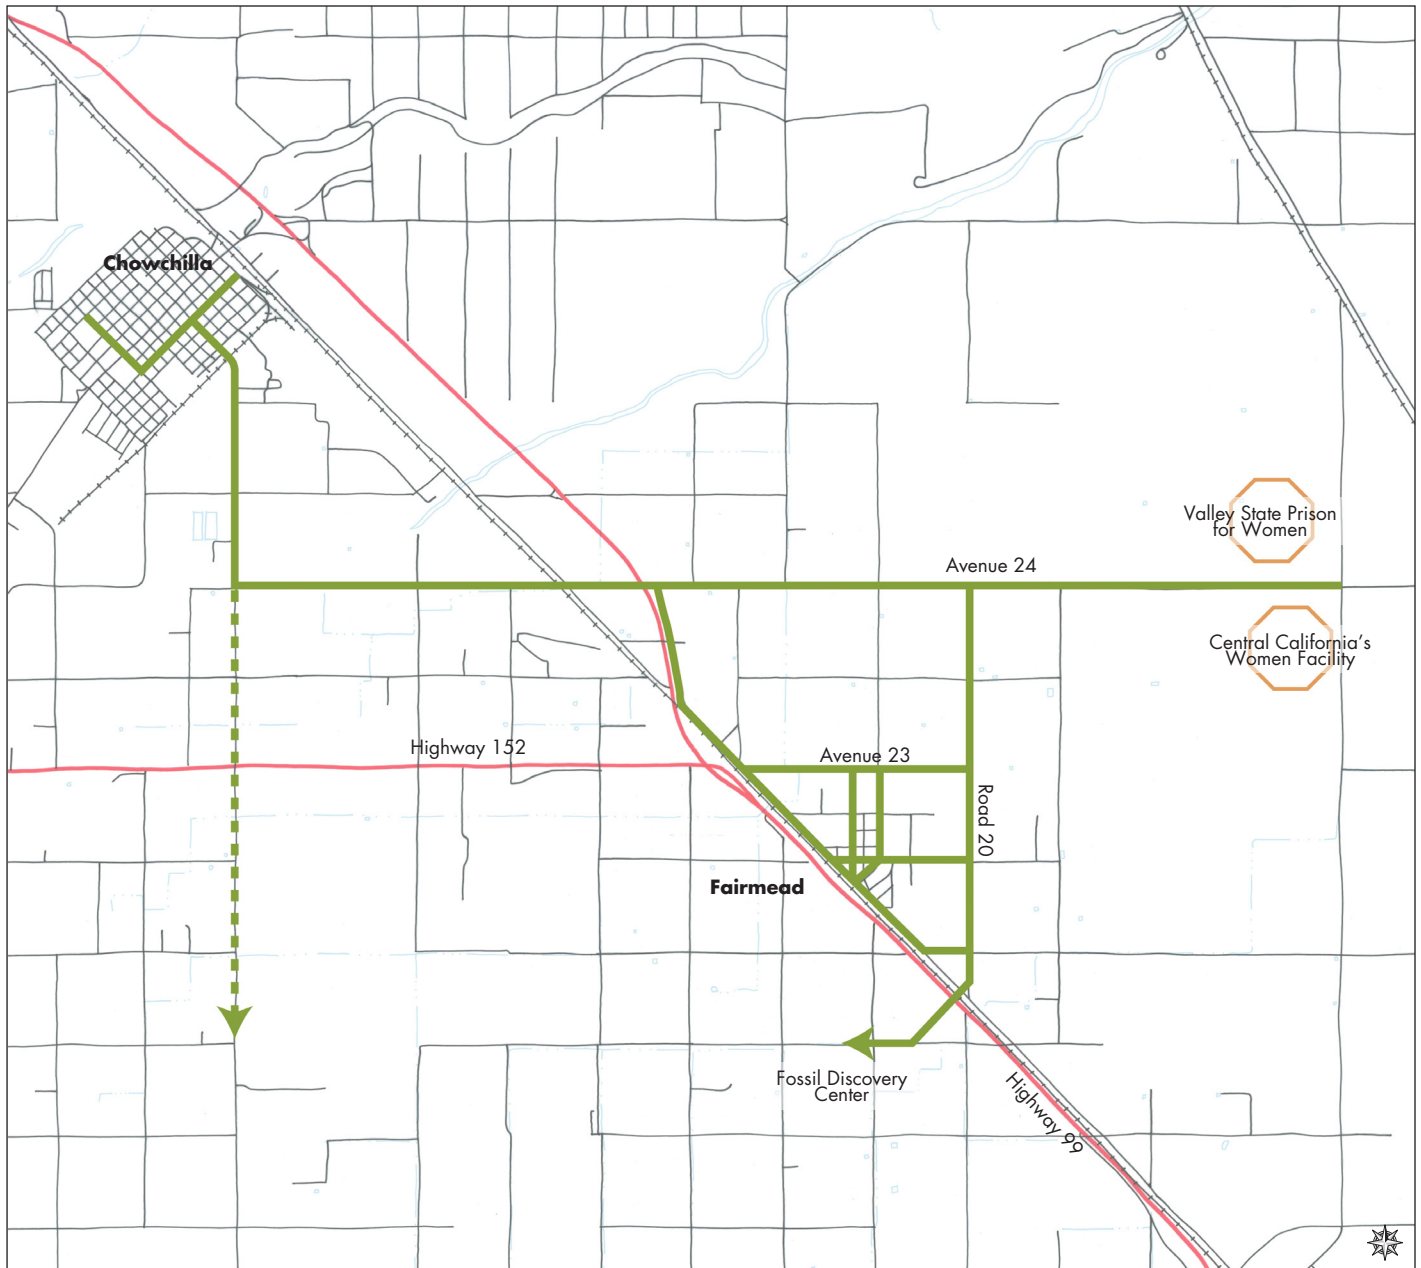 Chowchilla
Valley State Prison
for Women
Avenue 24
Central California's
Women Facility
Highway 152
Avenue 23
Road 20
Fairmead
Fossil Discovery
Center
Highway 99